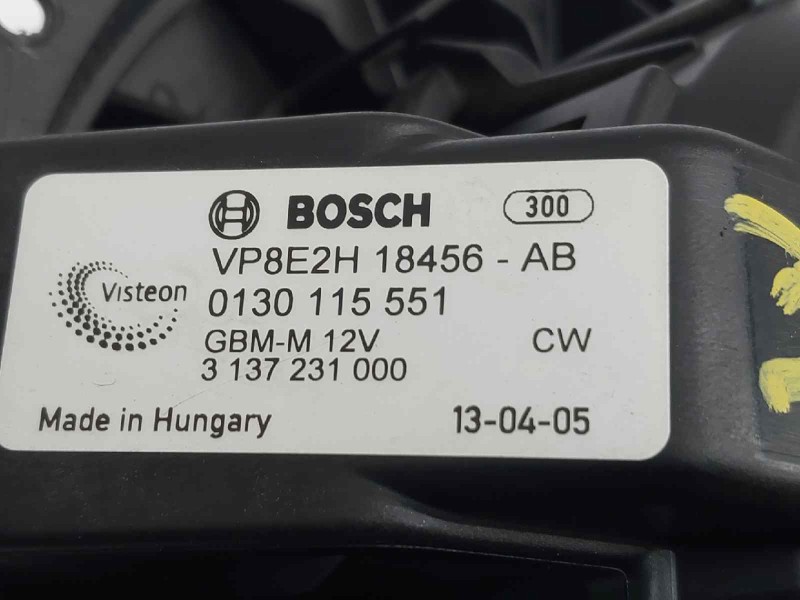 BOSCH 300
VP8E2H 18456 - AB
Visteon
0130 115 551
GBM-M 12V CW
3 137 231 000
Made in Hungary 13-04-05